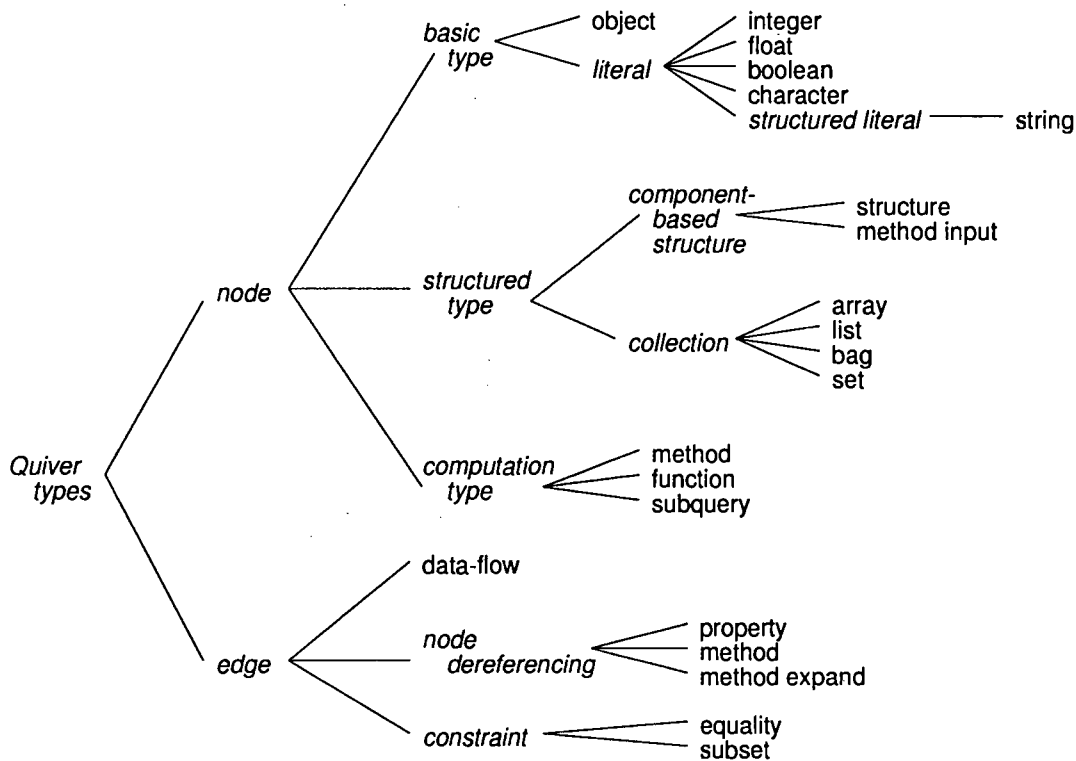 basic
type
object
literal
integer
float
boolean
character
structured literal
string
component-
based
structure
structure
method input
node
structured
type
array
list
collection
bag
set
Quiver
types
computation
type
method
function
subquery
data-flow
edge
node
dereferencing
property
method
method expand
constraint
equality
subset